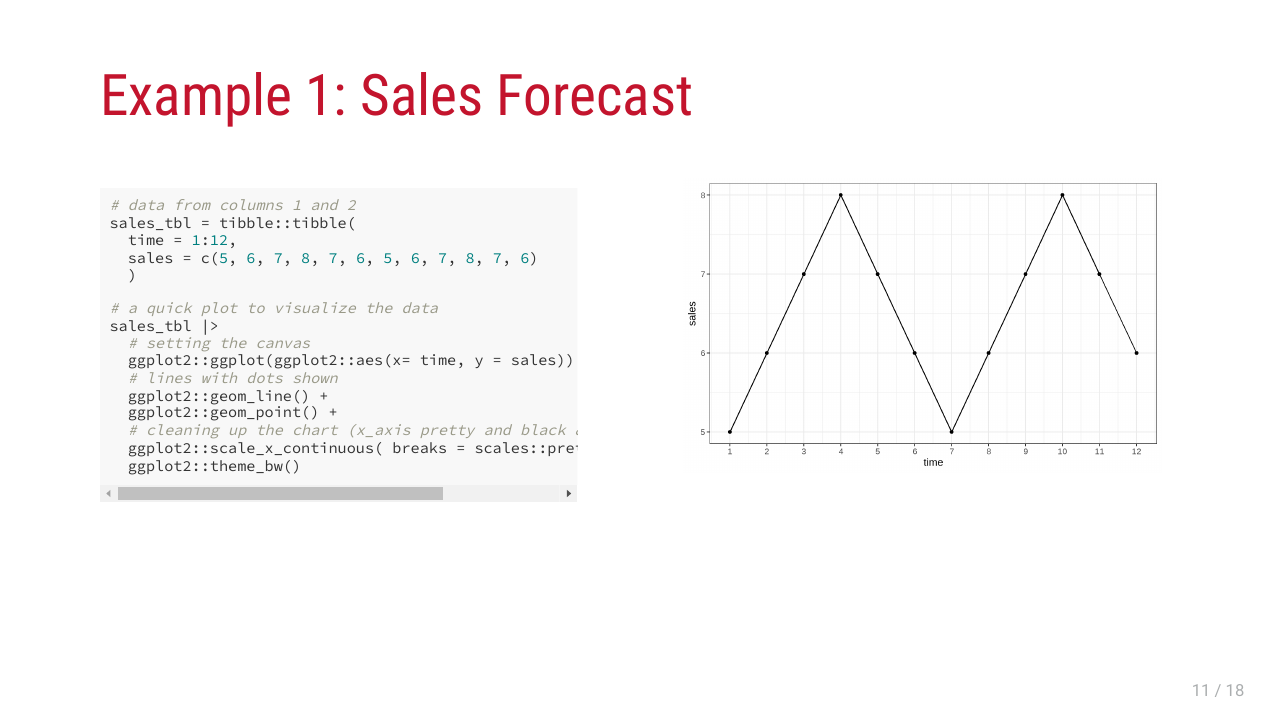 Example 1: Sales Forecast
# data from columns 1 and 2
sales_tbl = tibble::tibble(
  time = 1:12,
  sales = c(5, 6, 7, 8, 7, 6, 5, 6, 7, 8, 7, 6)
  )
# a quick plot to visualize the data
sales_tbl |>
  # setting the canvas
  ggplot2::ggplot(ggplot2::aes(x= time, y = sales))
  # lines with dots shown
  ggplot2::geom_line() +
  ggplot2::geom_point() +
  # cleaning up the chart (x_axis pretty and black
  ggplot2::scale_x_continuous( breaks = scales::pre
  ggplot2::theme_bw()
8
7
6
5
sales
1 2 3 4 5 6 7 8 9 10 11 12
time
11 / 18